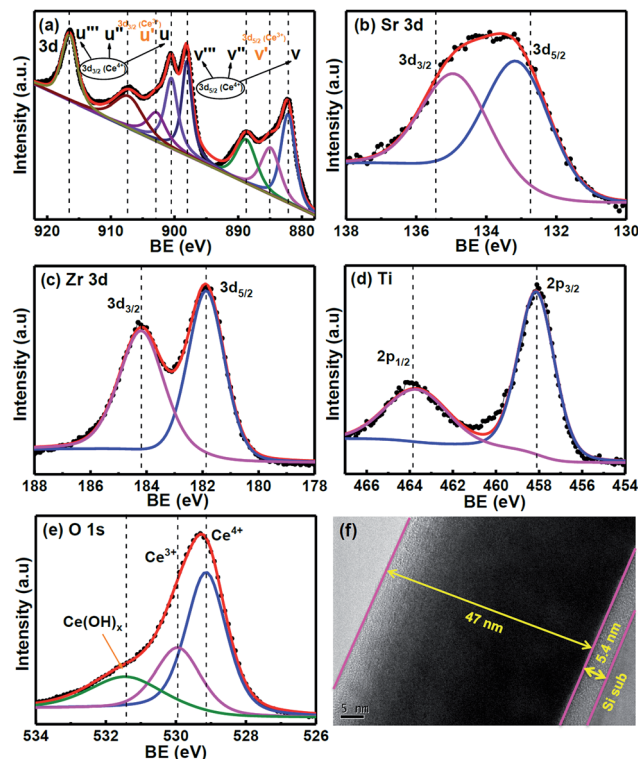 (a)
3d
u''' u'' u'' u
3d3/2 (Ce3+)
3d3/2 (Ce4+)
v''' v'' v' v
3d5/2 (Ce3+)
3d5/2 (Ce4+)
Intensity (a.u.)
920 910 900 890 880
BE (eV)
(b) Sr 3d
3d3/2
3d5/2
Intensity (a.u.)
138 136 134 132 130
BE (eV)
(c) Zr 3d
3d3/2
3d5/2
Intensity (a.u)
188 186 184 182 180 178
BE (eV)
(d) Ti
2p3/2
2p1/2
Intensity (a.u)
466 464 462 460 458 456 454
BE (eV)
(e) O 1s
Ce3+
Ce4+
Ce(OH)x
Intensity (a.u)
534 532 530 528 526
BE (eV)
(f)
47 nm
5.4 nm
Si sub
5 nm